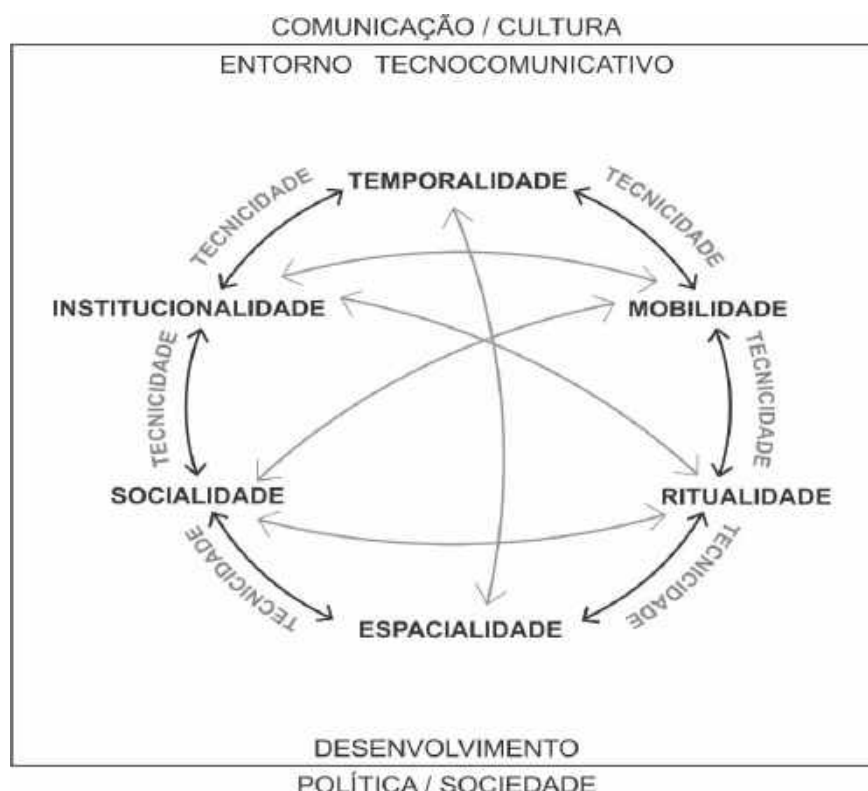 COMUNICAÇÃO / CULTURA
ENTORNO TECNOCOMUNICATIVO
TECNICIDADE
TEMPORALIDADE
TECNICIDADE
INSTITUCIONALIDADE
MOBILIDADE
TECNICIDADE
TECNICIDADE
SOCIALIDADE
RITUALIDADE
TECNICIDADE
TECNICIDADE
ESPACIALIDADE
DESENVOLVIMENTO
POLÍTICA / SOCIEDADE